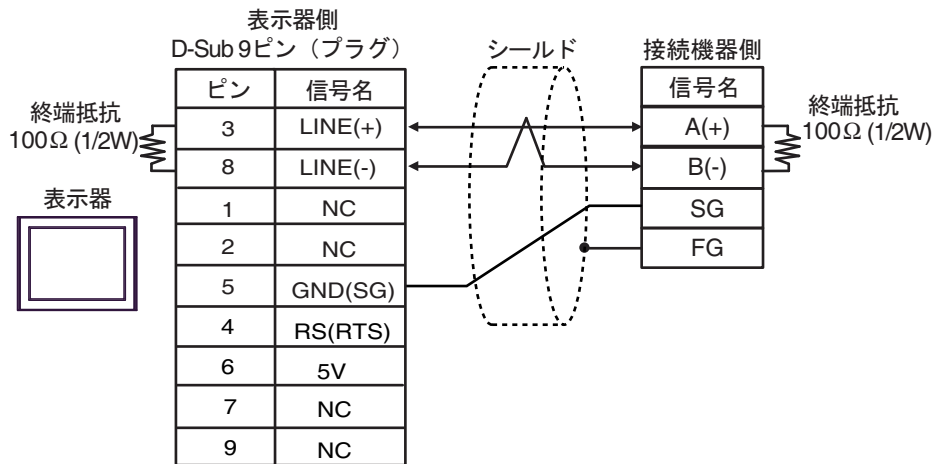 表示器側
D-Sub 9ピン（プラグ）
シールド
接続機器側
ピン 信号名
信号名
終端抵抗
100Ω (1/2W)
3 LINE(+)
A(+)
終端抵抗
100Ω (1/2W)
8 LINE(-)
B(-)
表示器
1 NC
SG
2 NC
FG
5 GND(SG)
4 RS(RTS)
6 5V
7 NC
9 NC